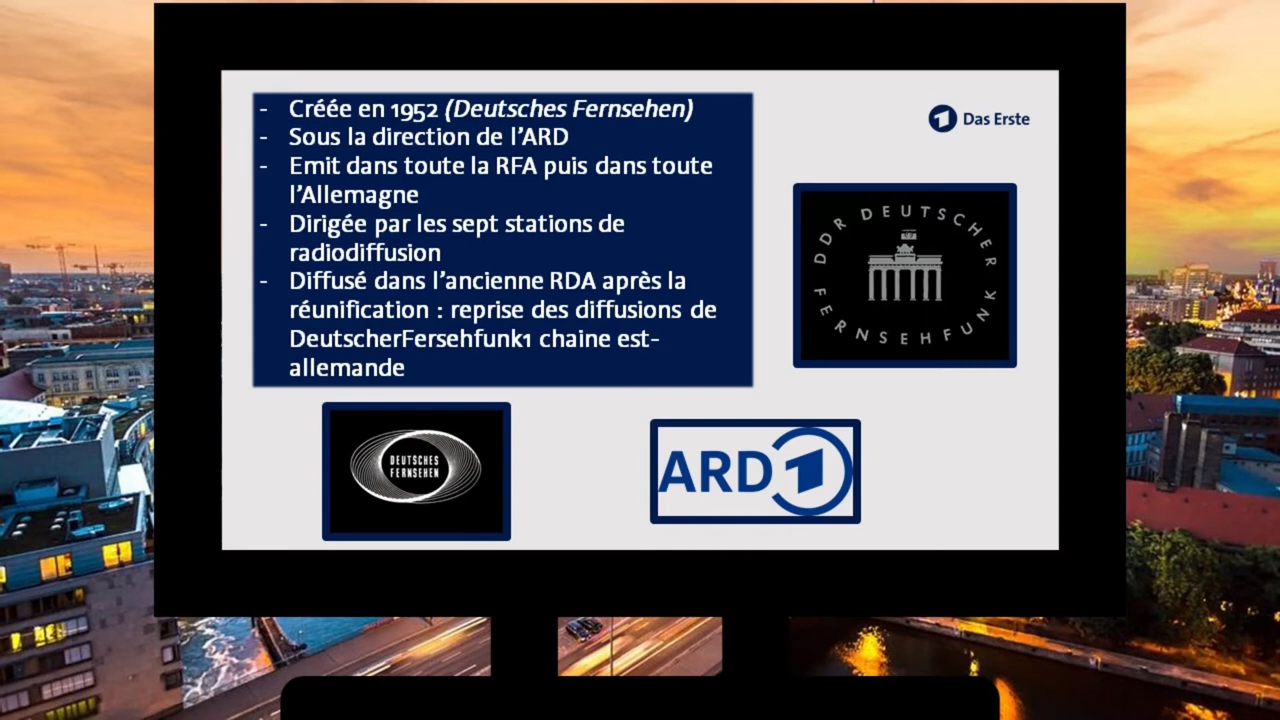 - Créée en 1952 (Deutsches Fernsehen)
- Sous la direction de l'ARD
- Emit dans toute la RFA puis dans toute
l'Allemagne
- Dirigée par les sept stations de
radiodiffusion
- Diffusé dans l'ancienne RDA après la
réunification : reprise des diffusions de
DeutscherFersehfunk1 chaine est-
allemande
1 Das Erste
DDR DEUTSCHER
FERNSEHFUNK
DEUTSCHES
FERNSEHEN
ARD 1